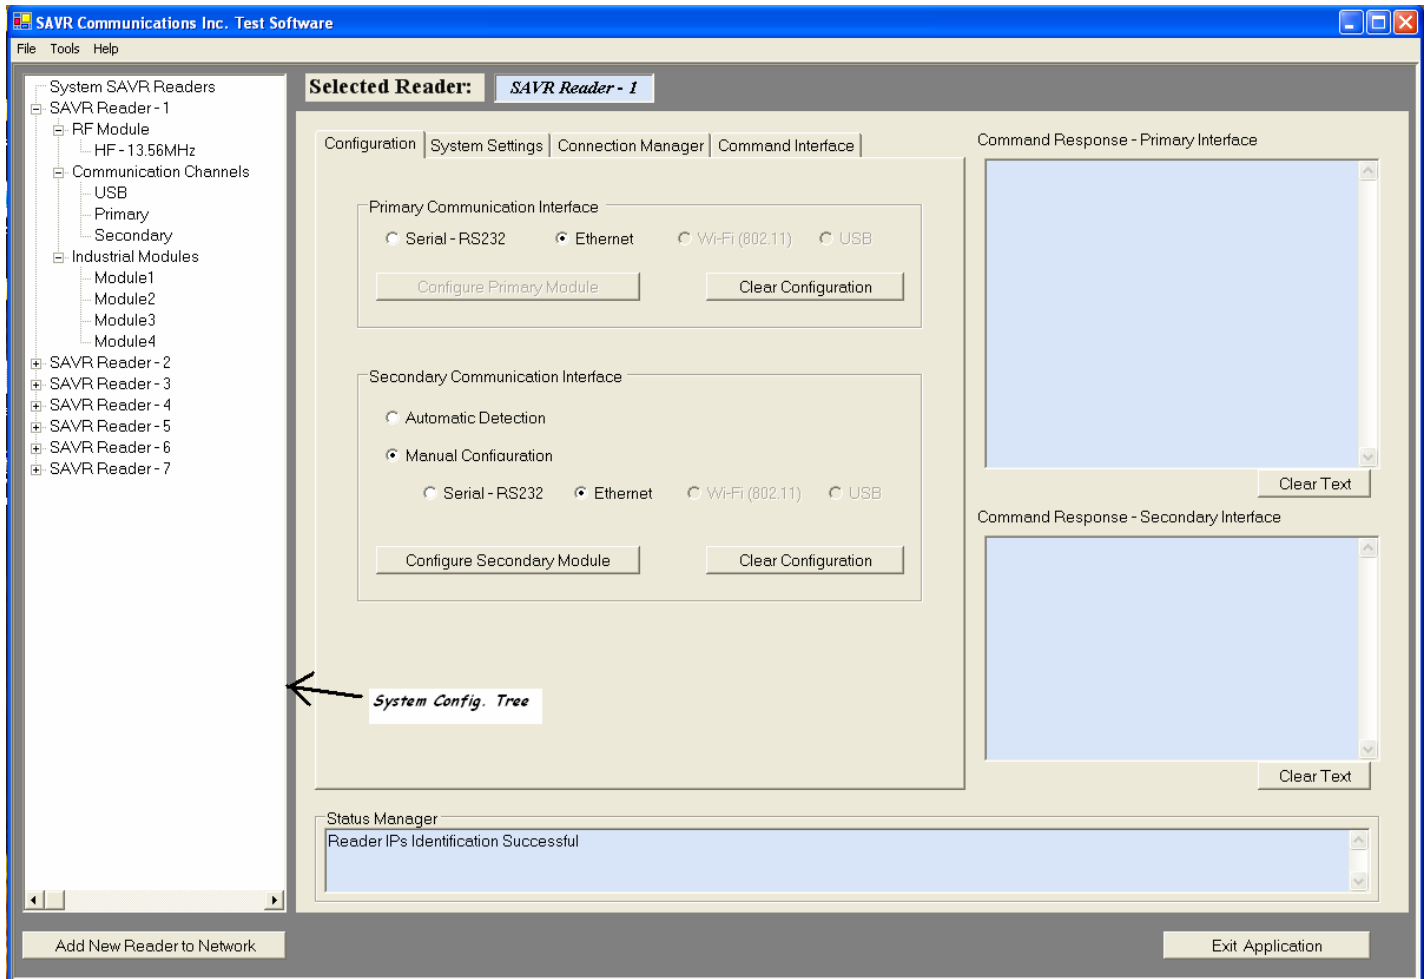 SAVR Communications Inc. Test Software
File Tools Help
System SAVR Readers
SAVR Reader - 1
RF Module
HF - 13.56MHz
Communication Channels
USB
Primary
Secondary
Industrial Modules
Module1
Module2
Module3
Module4
SAVR Reader - 2
SAVR Reader - 3
SAVR Reader - 4
SAVR Reader - 5
SAVR Reader - 6
SAVR Reader - 7
Add New Reader to Network
Selected Reader: SAVR Reader - 1
Configuration System Settings Connection Manager Command Interface
Primary Communication Interface
Serial - RS232 Ethernet Wi-Fi (802.11) USB
Configure Primary Module Clear Configuration
Secondary Communication Interface
Automatic Detection
Manual Configuration
Serial - RS232 Ethernet Wi-Fi (802.11) USB
Configure Secondary Module Clear Configuration
System Config. Tree
Command Response - Primary Interface
Clear Text
Command Response - Secondary Interface
Clear Text
Status Manager
Reader IPs Identification Successful
Exit Application